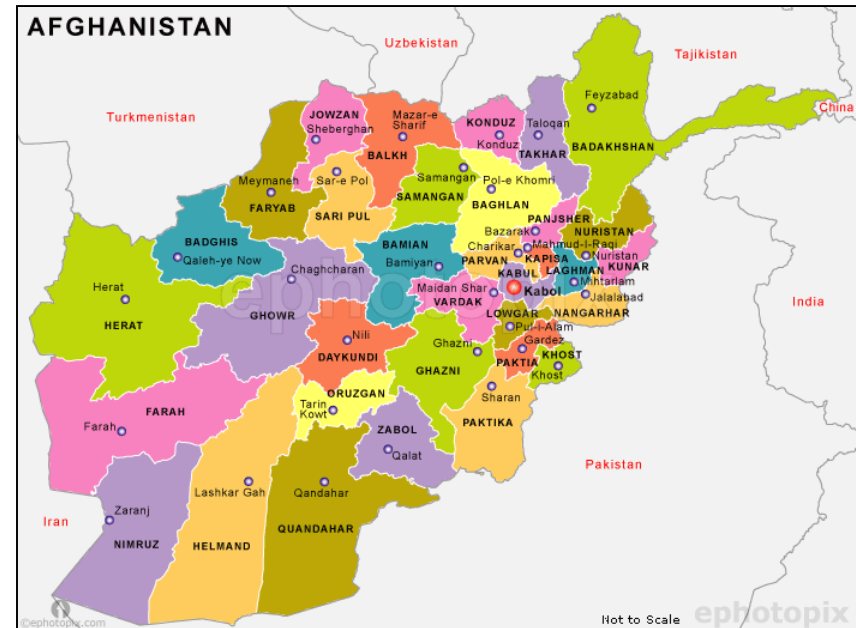 AFGHANISTAN
Uzbekistan
Tajikistan
China
Turkmenistan
Feyzabad
BADAKHSHAN
JOWZAN
Sheberghan
Mazar-e
Sharif
BALKH
KONDUZ
Konduz
Taloqan
TAKHAR
Meymaneh
FARYAB
Sar-e Pol
SARI PUL
Samangan
SAMANGAN
Pol-e Khomri
BAGHLAN
PANJSHER
Bazarak
NURISTAN
Nuristan
BADGHIS
Qaleh-ye Now
BAMIAN
Bamiyan
Charikar
Mahmud-I-Raqi
PARVAN
KAPISA
KABUL
LAGHMAN
KUNAR
Mihtarlam
Chaghcharan
GHOWR
Maidan Shar
VARDAK
Kabol
Jalalabad
NANGARHAR
India
Herat
HERAT
LOWGAR
Pul-i-Alam
Gardez
PAKTIA
KHOST
Khost
Nili
DAYKUNDI
Ghazni
GHAZNI
Sharan
PAKTIKA
ORUZGAN
Tarin
Kowt
FARAH
Farah
ZABOL
Qalat
Pakistan
Lashkar Gah
HELMAND
Qandahar
QUANDAHAR
Iran
Zaranj
NIMRUZ
©ephotopix.com
Not to Scale
ephotopix